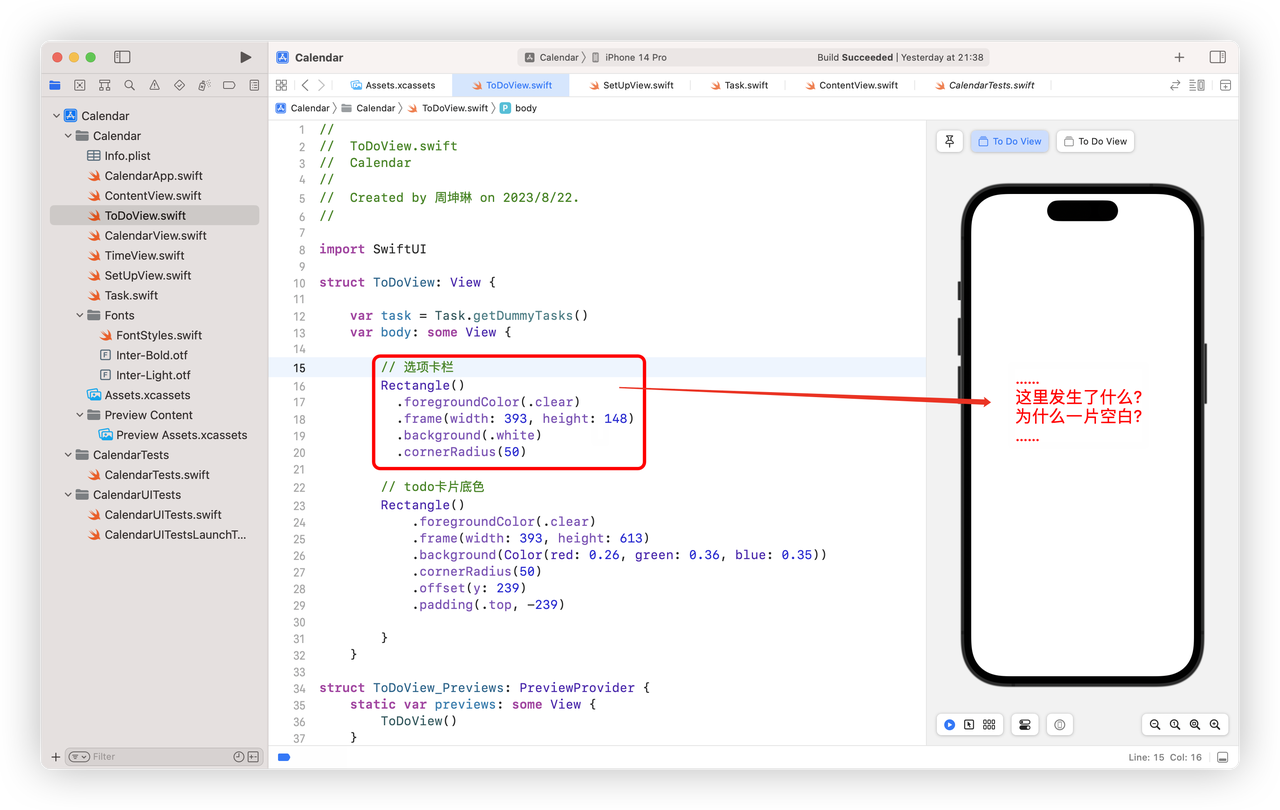 Calendar
Calendar
iPhone 14 Pro
Build Succeeded | Yesterday at 21:38
Assets.xcassets
ToDoView.swift
SetUpView.swift
Task.swift
ContentView.swift
CalendarTests.swift
Calendar
Calendar
ToDoView.swift
P body
Calendar
Calendar
Info.plist
CalendarApp.swift
ContentView.swift
ToDoView.swift
CalendarView.swift
TimeView.swift
SetUpView.swift
Task.swift
Fonts
FontStyles.swift
Inter-Bold.otf
Inter-Light.otf
Assets.xcassets
Preview Content
Preview Assets.xcassets
CalendarTests
CalendarTests.swift
CalendarUITests
CalendarUITests.swift
CalendarUITestsLaunchT...
Filter
1 //
2 // ToDoView.swift
3 // Calendar
4 //
5 // Created by 周坤琳 on 2023/8/22.
6 //
7
8 import SwiftUI
9
10 struct ToDoView: View {
11
12 var task = Task.getDummyTasks()
13 var body: some View {
14
15 // 选项卡栏
16 Rectangle()
17 .foregroundColor(.clear)
18 .frame(width: 393, height: 148)
19 .background(.white)
20 .cornerRadius(50)
21
22 // todo卡片底色
23 Rectangle()
24 .foregroundColor(.clear)
25 .frame(width: 393, height: 613)
26 .background(Color(red: 0.26, green: 0.36, blue: 0.35))
27 .cornerRadius(50)
28 .offset(y: 239)
29 .padding(.top, -239)
30
31 }
32 }
33
34 struct ToDoView_Previews: PreviewProvider {
35 static var previews: some View {
36 ToDoView()
37 }
To Do View
To Do View
......
这里发生了什么?
为什么一片空白?
......
Line: 15 Col: 16